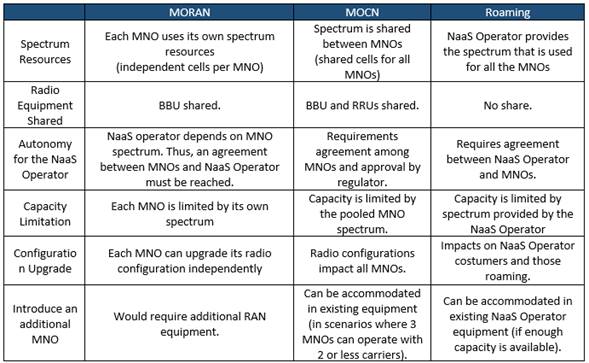 MORAN MOCN Roaming
Spectrum Resources
Each MNO uses its own spectrum
resources
(independent cells per MNO)
Spectrum is shared
between MNOs
(shared cells for all
MNOs)
NaaS Operator provides
the spectrum that is used
for all the MNOs
Radio
Equipment
Shared
BBU shared.
BBU and RRUs shared.
No share.
Autonomy
for the NaaS
Operator
NaaS operator depends on MNO
spectrum. Thus, an agreement
between MNOs and NaaS Operator
must be reached.
Requirements
agreement among
MNOs and approval by
regulator.
Requires agreement
between NaaS Operator
and MNOs.
Capacity
Limitation
Each MNO is limited by its own
spectrum
Capacity is limited by
the pooled MNO
spectrum.
Capacity is limited by
spectrum provided by the
NaaS Operator
Configuratio
n Upgrade
Each MNO can upgrade its radio
configuration independently
Radio configurations
impact all MNOs.
Impacts on NaaS Operator
costumers and those
roaming.
Introduce an
additional
MNO
Would require additional RAN
equipment.
Can be accommodated
in existing equipment
(in scenarios where 3
MNOs can operate with
2 or less carriers).
Can be accommodated in
existing NaaS Operator
equipment (if enough
capacity is available).